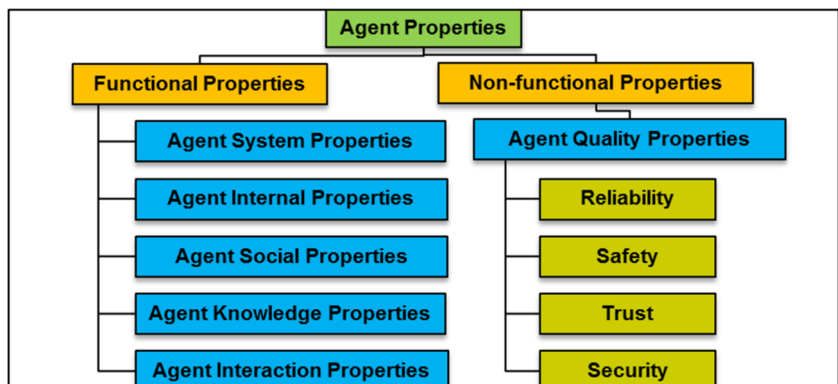 Agent Properties
Functional Properties
Non-functional Properties
Agent System Properties
Agent Quality Properties
Agent Internal Properties
Reliability
Agent Social Properties
Safety
Agent Knowledge Properties
Trust
Agent Interaction Properties
Security